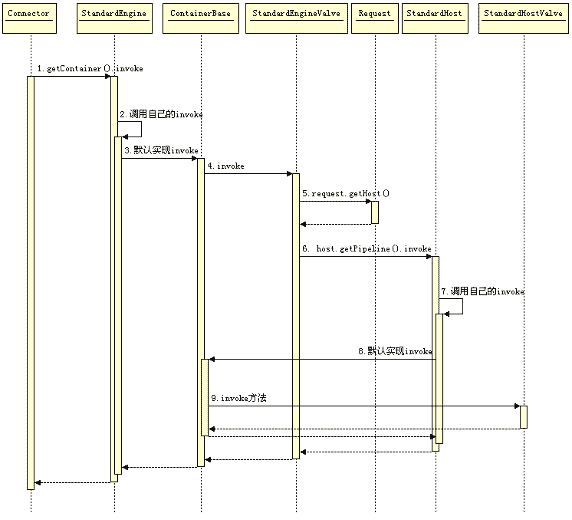 Connector
StandardEngine
ContainerBase
StandardEngineValve
Request
StandardHost
StandardHostValve
1.getContainer().invoke
2.调用自己的invoke
3.默认实现invoke
4.invoke
5.request.getHost()
6. host.getPipeline().invoke
7.调用自己的invoke
8.默认实现invoke
9.invoke方法